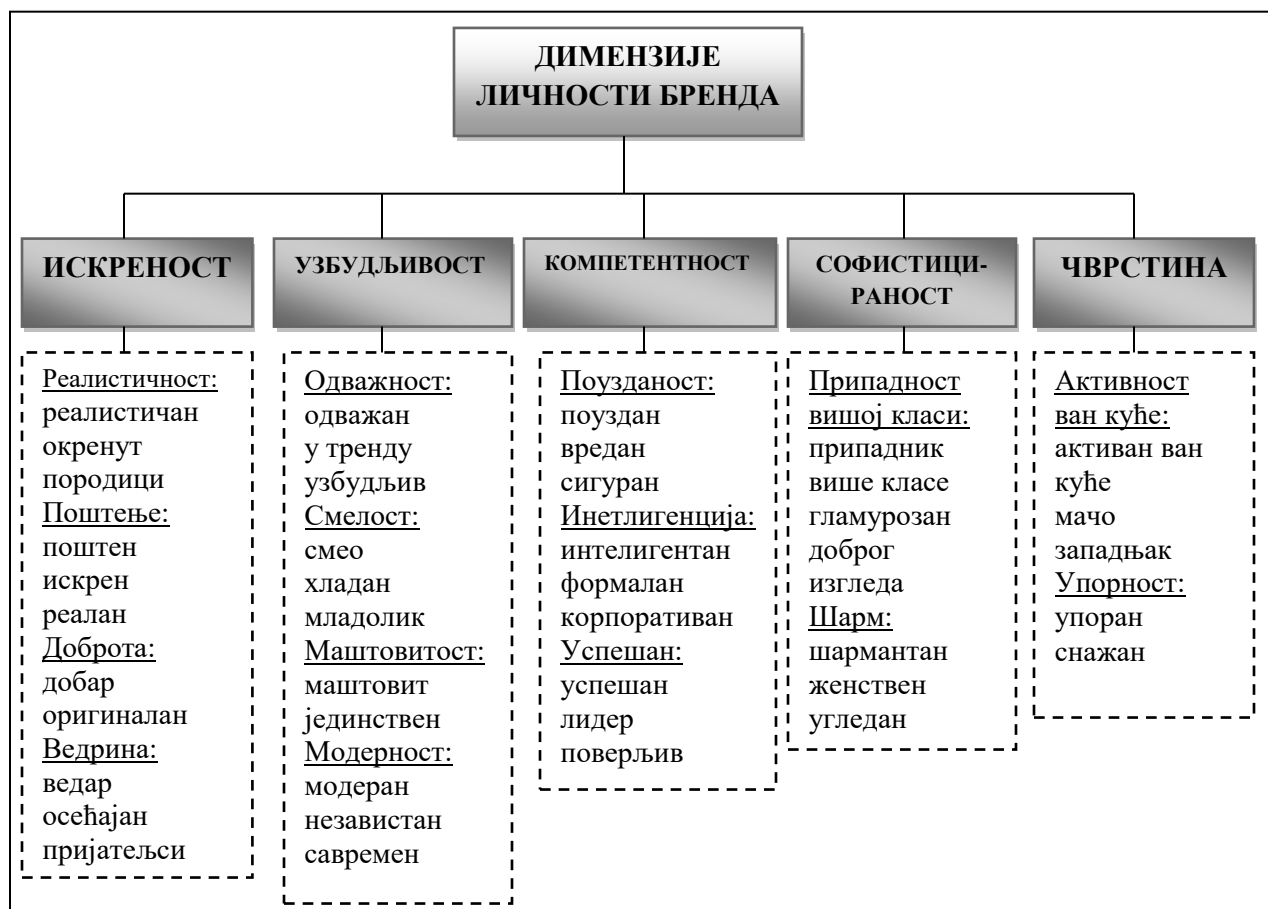 ДИМЕНЗИЈЕ
ЛИЧНОСТИ БРЕНДА
ИСКРЕНОСТ
Реалистичност:
реалистичан
окренут
породици
Поштење:
поштен
искрен
реалан
Доброта:
добар
оригиналан
Ведрина:
ведар
осећајан
пријатељси
УЗБУДЉИВОСТ
Одважност:
одважан
у тренду
узбудљив
Смелост:
смео
хладан
младолик
Маштовитост:
маштовит
јединствен
Модерност:
модеран
независтан
савремен
КОМПЕТЕНТНОСТ
Поузданост:
поуздан
вредан
сигуран
Инетлигенција:
интелигентан
формалан
корпоративан
Успешан:
успешан
лидер
поверљив
СОФИСТИЦИ-
РАНОСТ
Припадност
вишој класи:
припадник
више класе
гламурозан
доброг
изгледа
Шарм:
шармантан
женствен
угледан
ЧВРСТИНА
Активност
ван куће:
активан ван
куће
мачо
западњак
Упорност:
упоран
снажан